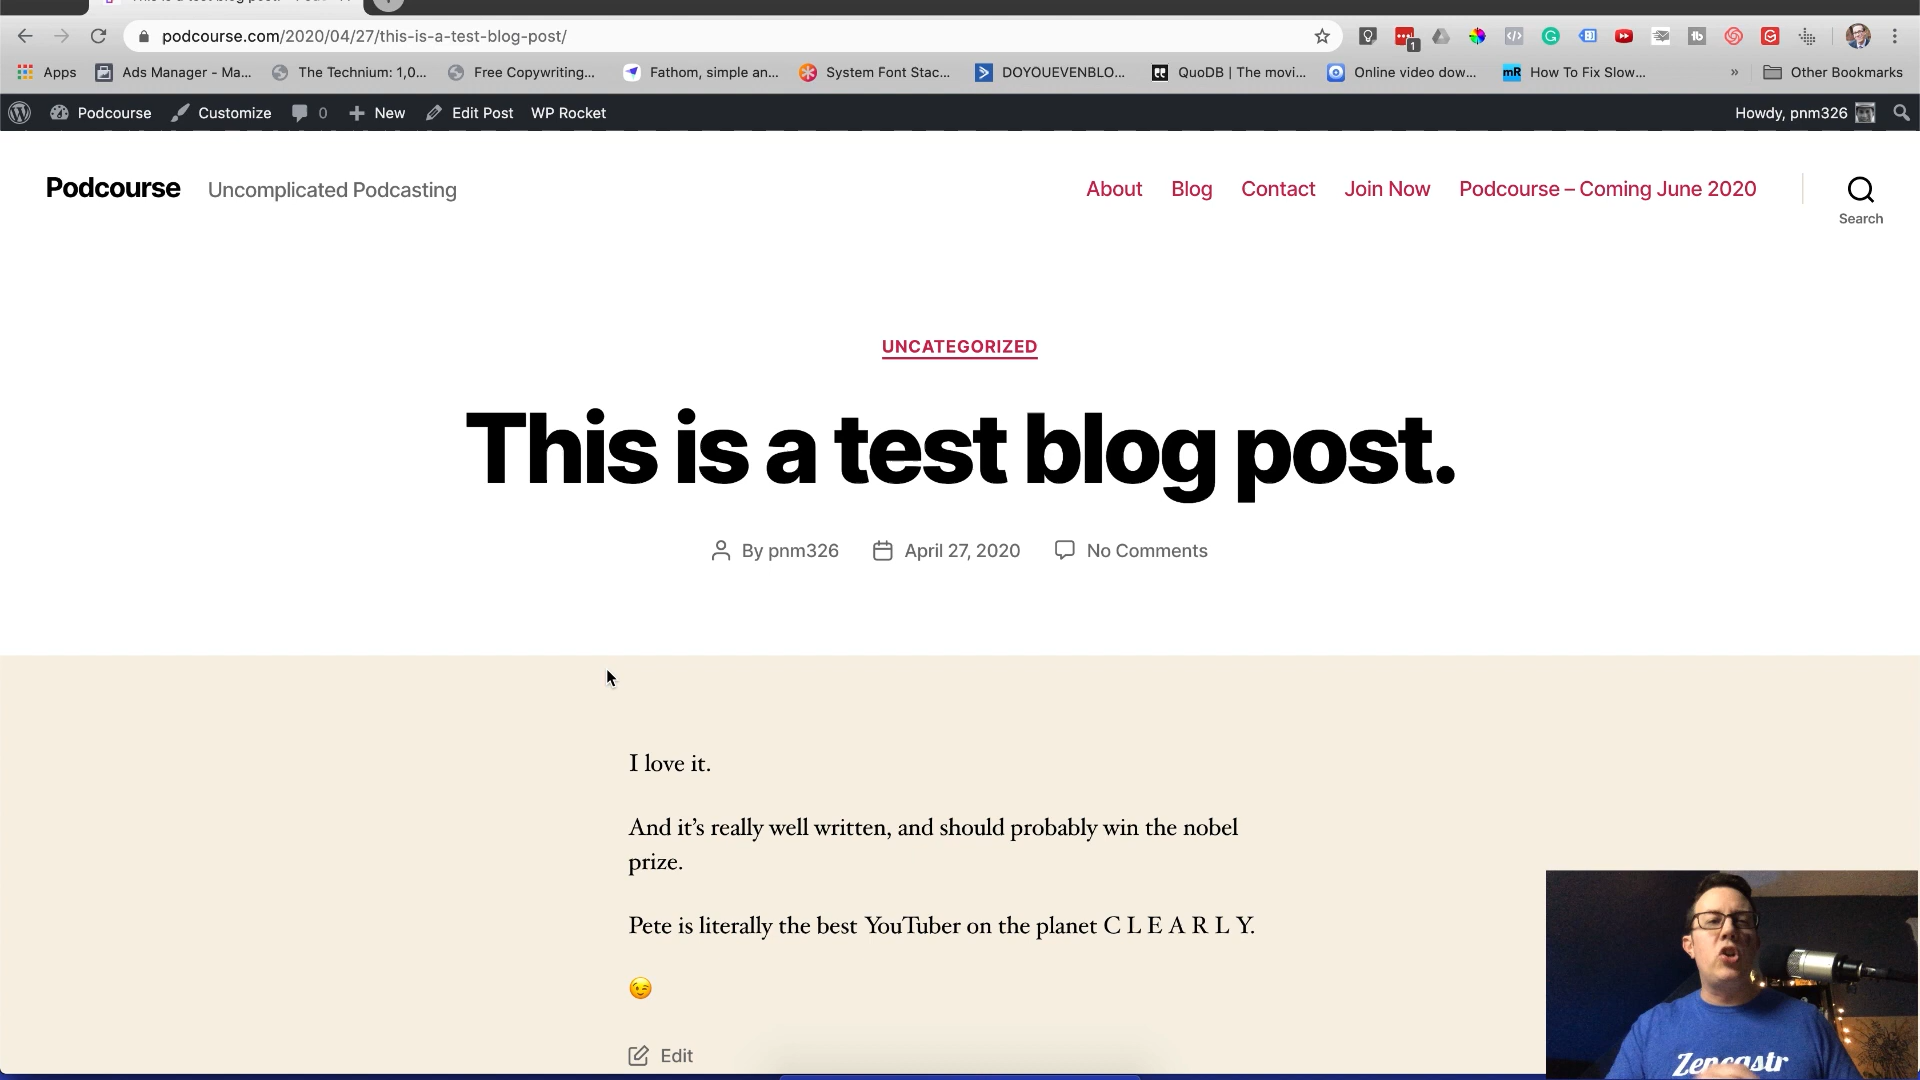 podcourse.com/2020/04/27/this-is-a-test-blog-post/
1
Apps Ads Manager - Ma... The Technium: 1,0... Free Copywriting... Fathom, simple an... System Font Stac... DOYOUEVENBLO... QuoDB | The movi... Online video dow... mR How To Fix Slow... » Other Bookmarks
Podcourse Customize 0 New Edit Post WP Rocket Howdy, pnm326
Podcourse Uncomplicated Podcasting About Blog Contact Join Now Podcourse – Coming June 2020
Search
UNCATEGORIZED
This is a test blog post.
By pnm326 April 27, 2020 No Comments
I love it.
And it’s really well written, and should probably win the nobel
prize.
Pete is literally the best YouTuber on the planet C L E A R L Y.
Edit
Zencastr